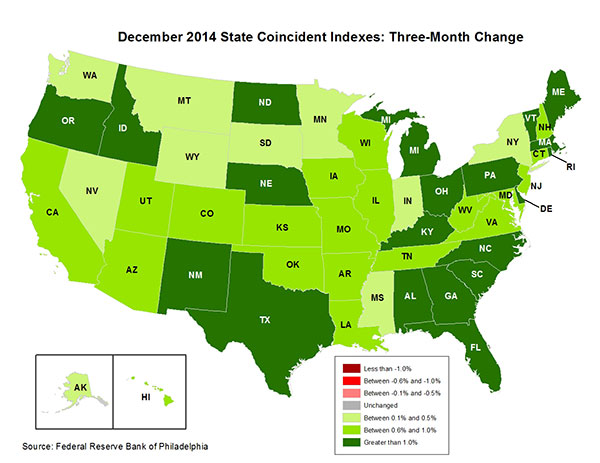 December 2014 State Coincident Indexes: Three-Month Change
WA
MT
ND
MN
ME
OR
ID
SD
WI
MI
MI
VT
NH
NY
MA
CT
RI
WY
NE
IA
IL
IN
OH
PA
NJ
MD
DE
NV
UT
CO
KS
MO
KY
WV
VA
CA
AZ
NM
OK
AR
TN
NC
SC
TX
LA
MS
AL
GA
FL
AK
HI
Less than -1.0%
Between -0.6% and -1.0%
Between -0.1% and -0.5%
Unchanged
Between 0.1% and 0.5%
Between 0.6% and 1.0%
Greater than 1.0%
Source: Federal Reserve Bank of Philadelphia